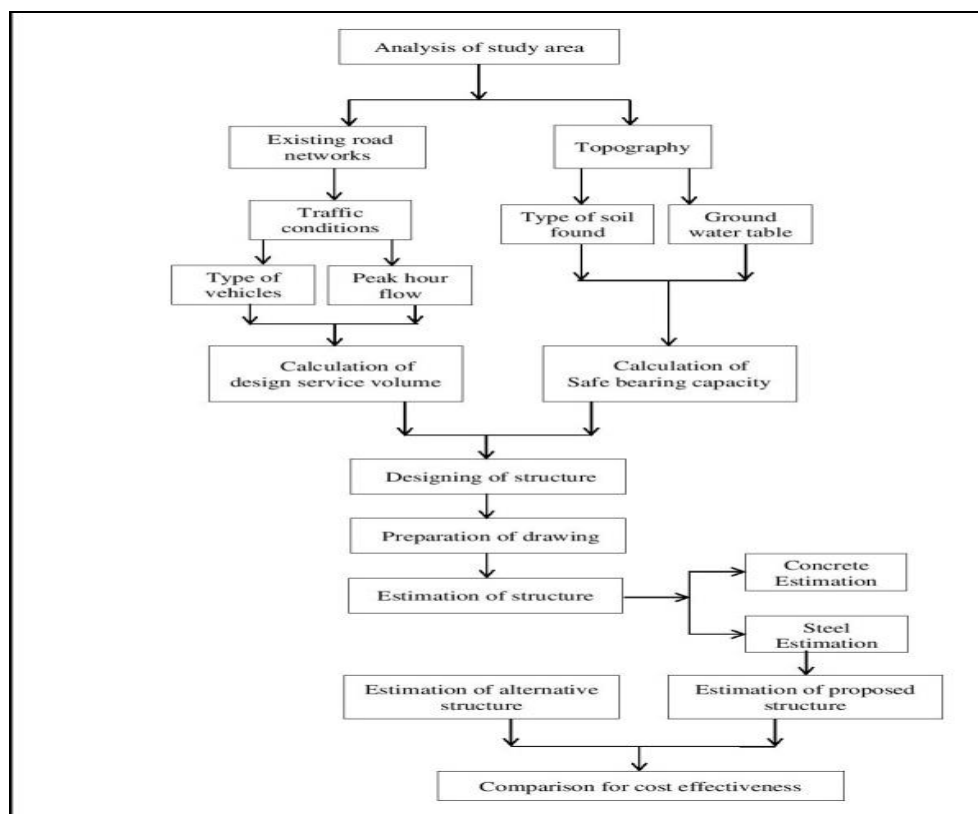 Analysis of study area
Existing road
networks
Topography
Traffic
conditions
Type of soil
found
Ground
water table
Type of
vehicles
Peak hour
flow
Calculation of
design service volume
Calculation of
Safe bearing capacity
Designing of structure
Preparation of drawing
Estimation of structure
Concrete
Estimation
Steel
Estimation
Estimation of alternative
structure
Estimation of proposed
structure
Comparison for cost effectiveness